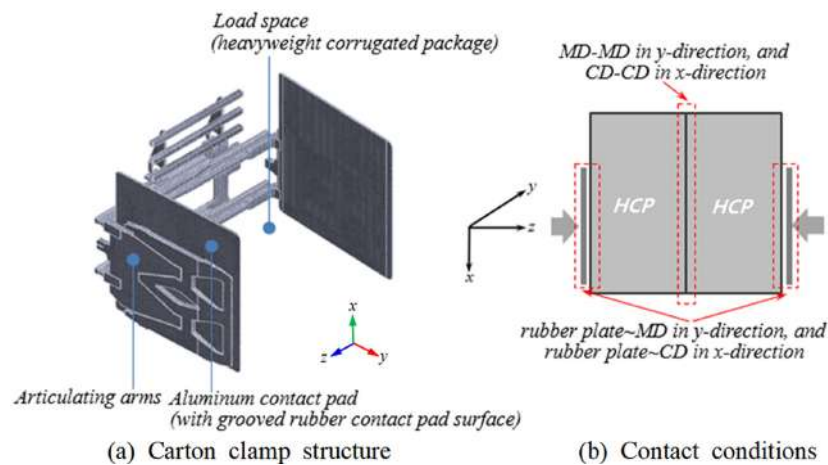 Load space
(heavyweight corrugated package)
x
z
y
Articulating arms
Aluminum contact pad
(with grooved rubber contact pad surface)
(a) Carton clamp structure
MD-MD in y-direction, and
CD-CD in x-direction
y
z
x
HCP
HCP
rubber plate~MD in y-direction, and
rubber plate~CD in x-direction
(b) Contact conditions